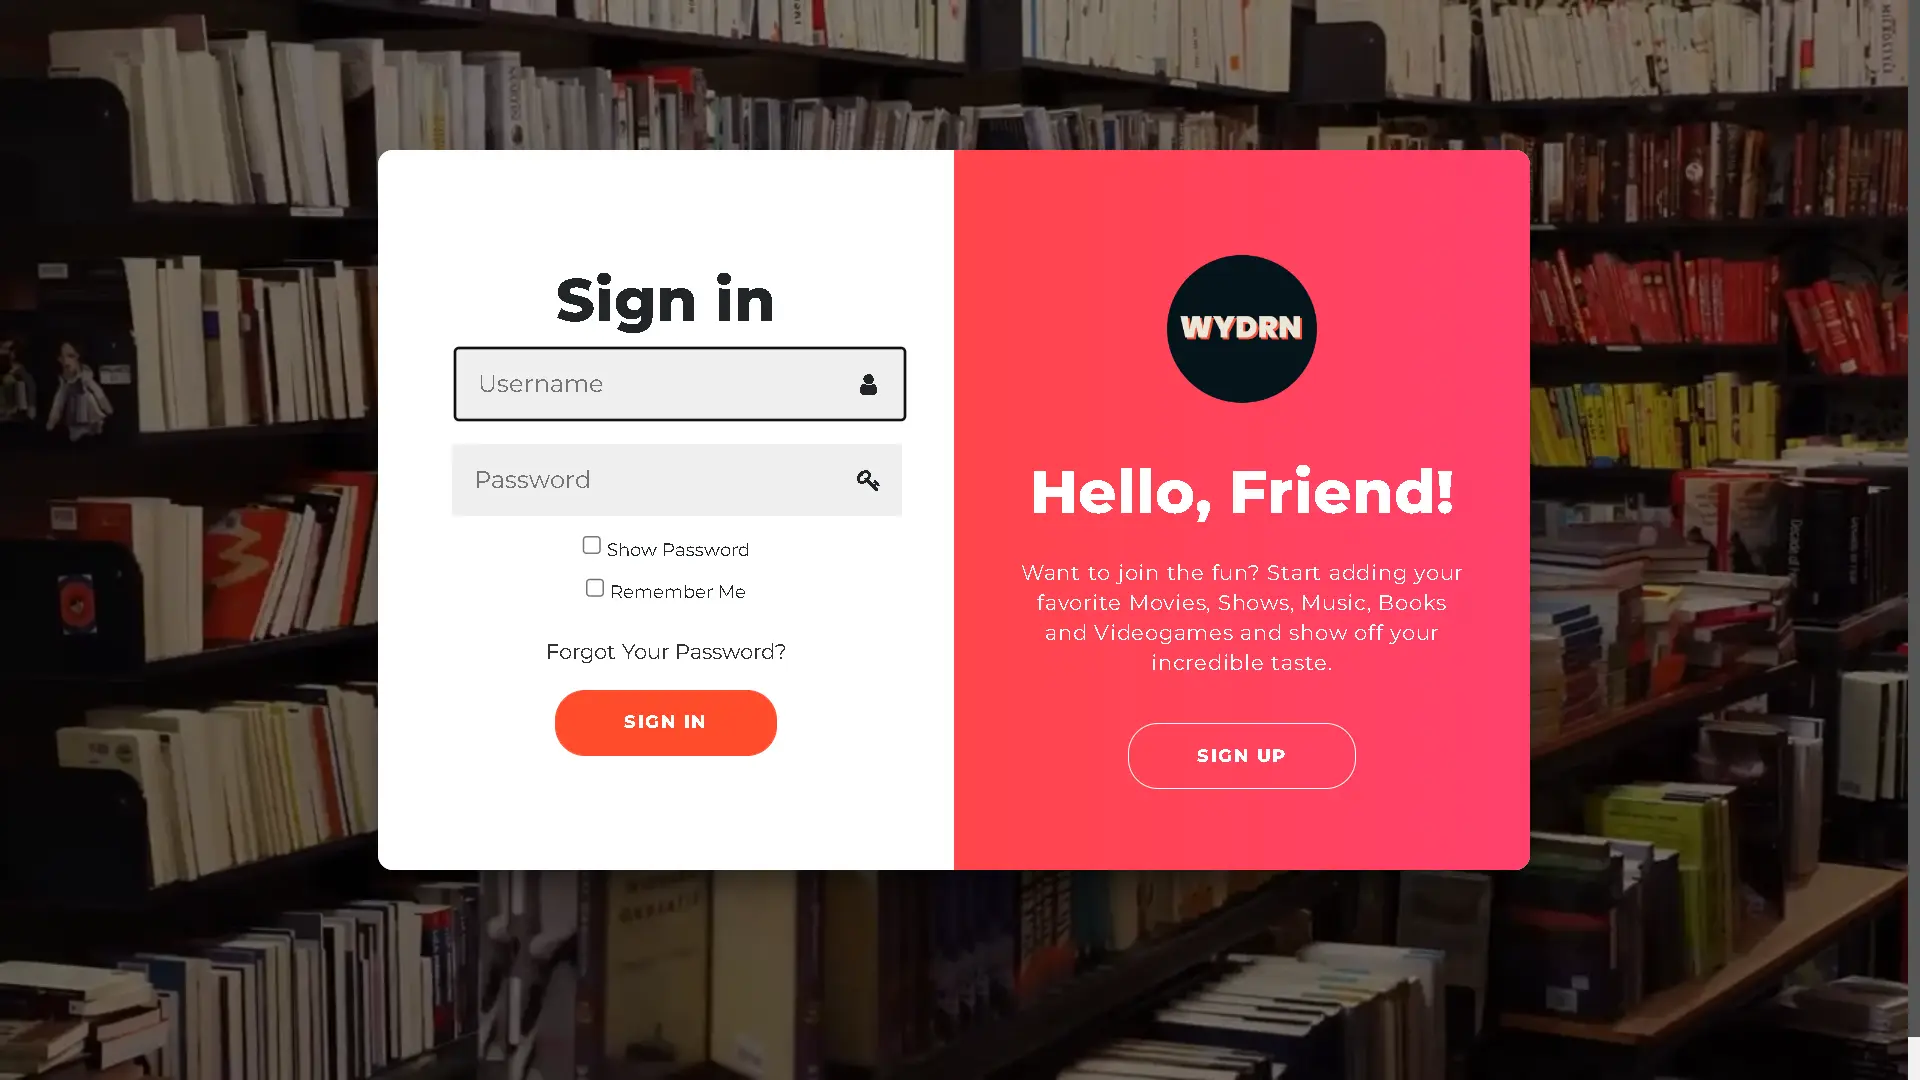 Sign in
Username
Password
Show Password
Remember Me
Forgot Your Password?
SIGN IN
WYDRN
Hello, Friend!
Want to join the fun? Start adding your
favorite Movies, Shows, Music, Books
and Videogames and show off your
incredible taste.
SIGN UP